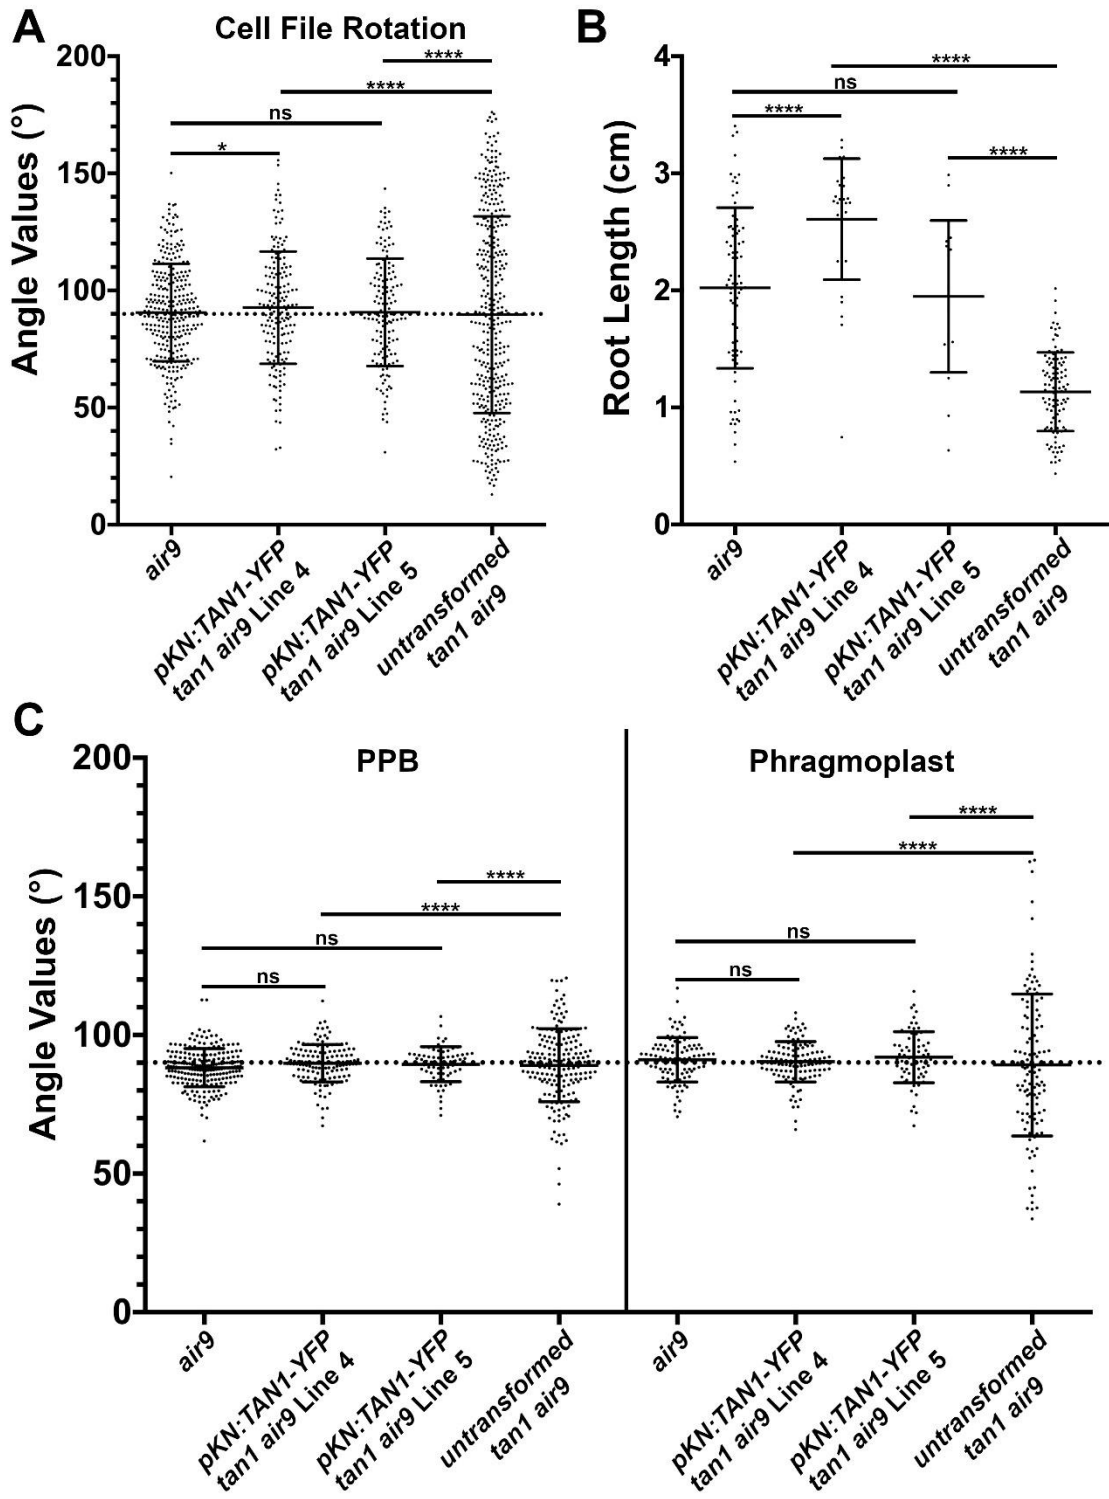 A
Cell File Rotation
Angle Values (°)
200
150
100
50
0
****
****
ns
*
air9
pKN:TAN1-YFP
tan1 air9 Line 4
pKN:TAN1-YFP
tan1 air9 Line 5
untransformed
tan1 air9
B
Root Length (cm)
4
3
2
1
0
****
ns
****
****
air9
pKN:TAN1-YFP
tan1 air9 Line 4
pKN:TAN1-YFP
tan1 air9 Line 5
untransformed
tan1 air9
C
PPB
Phragmoplast
Angle Values (°)
200
150
100
50
0
****
****
ns
ns
****
****
ns
ns
air9
pKN:TAN1-YFP
tan1 air9 Line 4
pKN:TAN1-YFP
tan1 air9 Line 5
untransformed
tan1 air9
air9
pKN:TAN1-YFP
tan1 air9 Line 4
pKN:TAN1-YFP
tan1 air9 Line 5
untransformed
tan1 air9